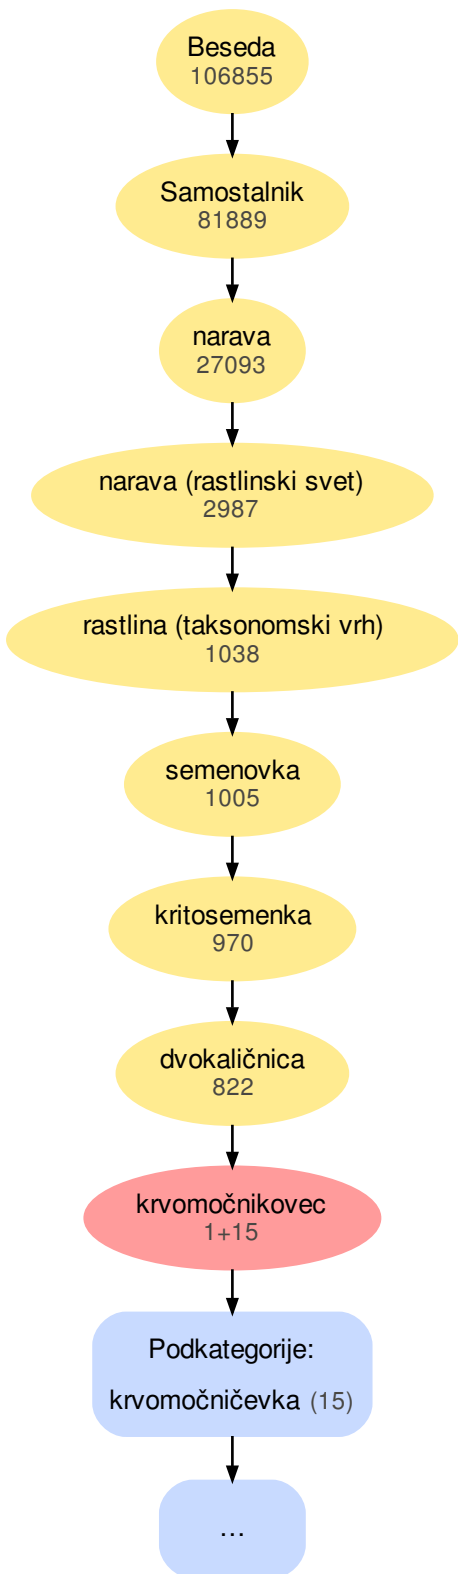 Beseda
106855
Samostalnik
81889
narava
27093
narava (rastlinski svet)
2987
rastlina (taksonomski vrh)
1038
semenovka
1005
kritosemenka
970
dvokaličnica
822
krvomočnikovec
1+15
Podkategorije:
krvomočničevka (15)
…